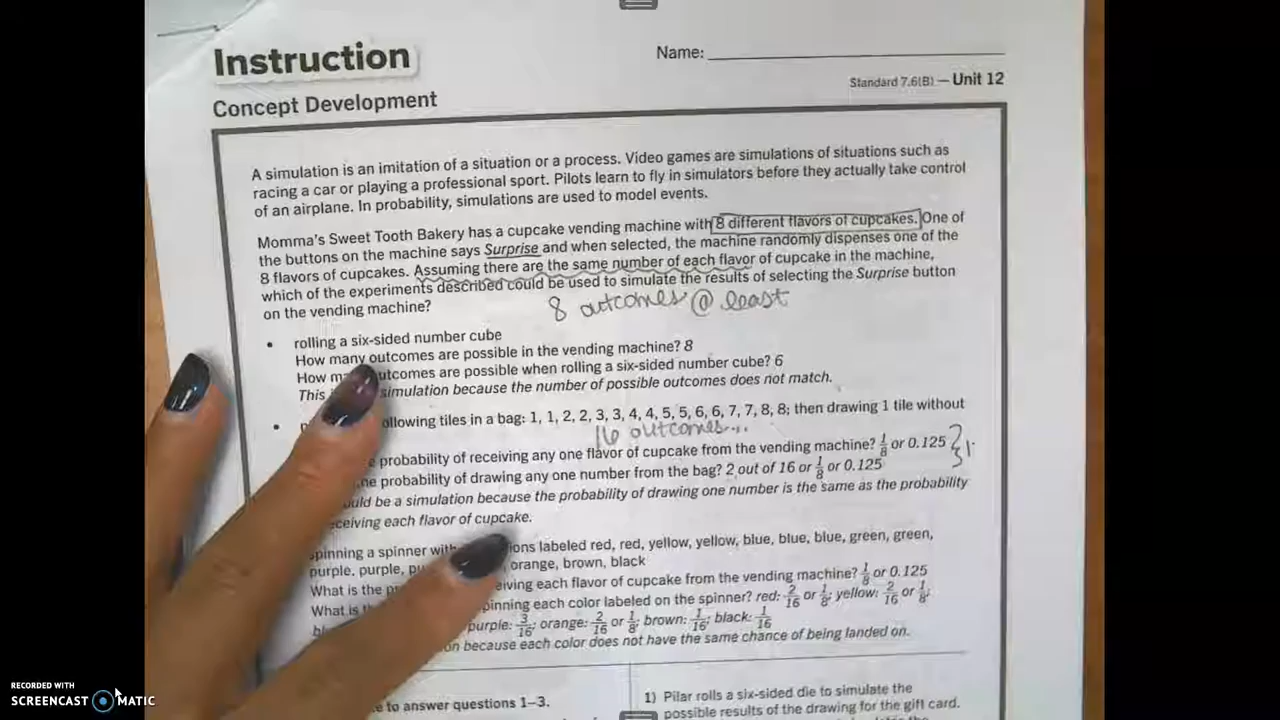 Instruction
Name:
Standard 7.6(B) — Unit 12
Concept Development
A simulation is an imitation of a situation or a process. Video games are simulations of situations such as
racing a car or playing a professional sport. Pilots learn to fly in simulators before they actually take control
of an airplane. In probability, simulations are used to model events.
Momma's Sweet Tooth Bakery has a cupcake vending machine with 8 different flavors of cupcakes. One of
the buttons on the machine says Surprise and when selected, the machine randomly dispenses one of the
8 flavors of cupcakes. Assuming there are the same number of each flavor of cupcake in the machine,
which of the experiments described could be used to simulate the results of selecting the Surprise button
on the vending machine?
8 outcomes @ least
• rolling a six-sided number cube
How many outcomes are possible in the vending machine? 8
How outcomes are possible when rolling a six-sided number cube? 6
This simulation because the number of possible outcomes does not match.
• ollowing tiles in a bag: 1, 1, 2, 2, 3, 3, 4, 4, 5, 5, 6, 6, 7, 7, 8, 8; then drawing 1 tile without
16 outcomes...
probability of receiving any one flavor of cupcake from the vending machine? 1/8 or 0.125
he probability of drawing any one number from the bag? 2 out of 16 or 1/8 or 0.125
uld be a simulation because the probability of drawing one number is the same as the probability
eceiving each flavor of cupcake.
spinning a spinner with ions labeled red, red, yellow, yellow, blue, blue, blue, green, green,
purple, purple, pu orange, brown, black
What is the pr eiving each flavor of cupcake from the vending machine? 1/8 or 0.125
What is th pinning each color labeled on the spinner? red: 2/16 or 1/8; yellow: 2/16 or 1/8;
bl purple: 3/16; orange: 2/16 or 1/8; brown: 1/16; black: 1/16
on because each color does not have the same chance of being landed on.
e to answer questions 1–3.
1) Pilar rolls a six-sided die to simulate the
possible results of the drawing for the gift card.
RECORDED WITH
SCREENCAST MATIC